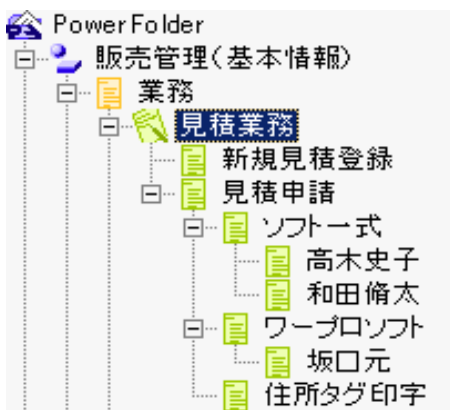 PowerFolder
販売管理(基本情報)
業務
見積業務
新規見積登録
見積申請
ソフト一式
高木史子
和田脩太
ワープロソフト
坂口元
住所タグ印字